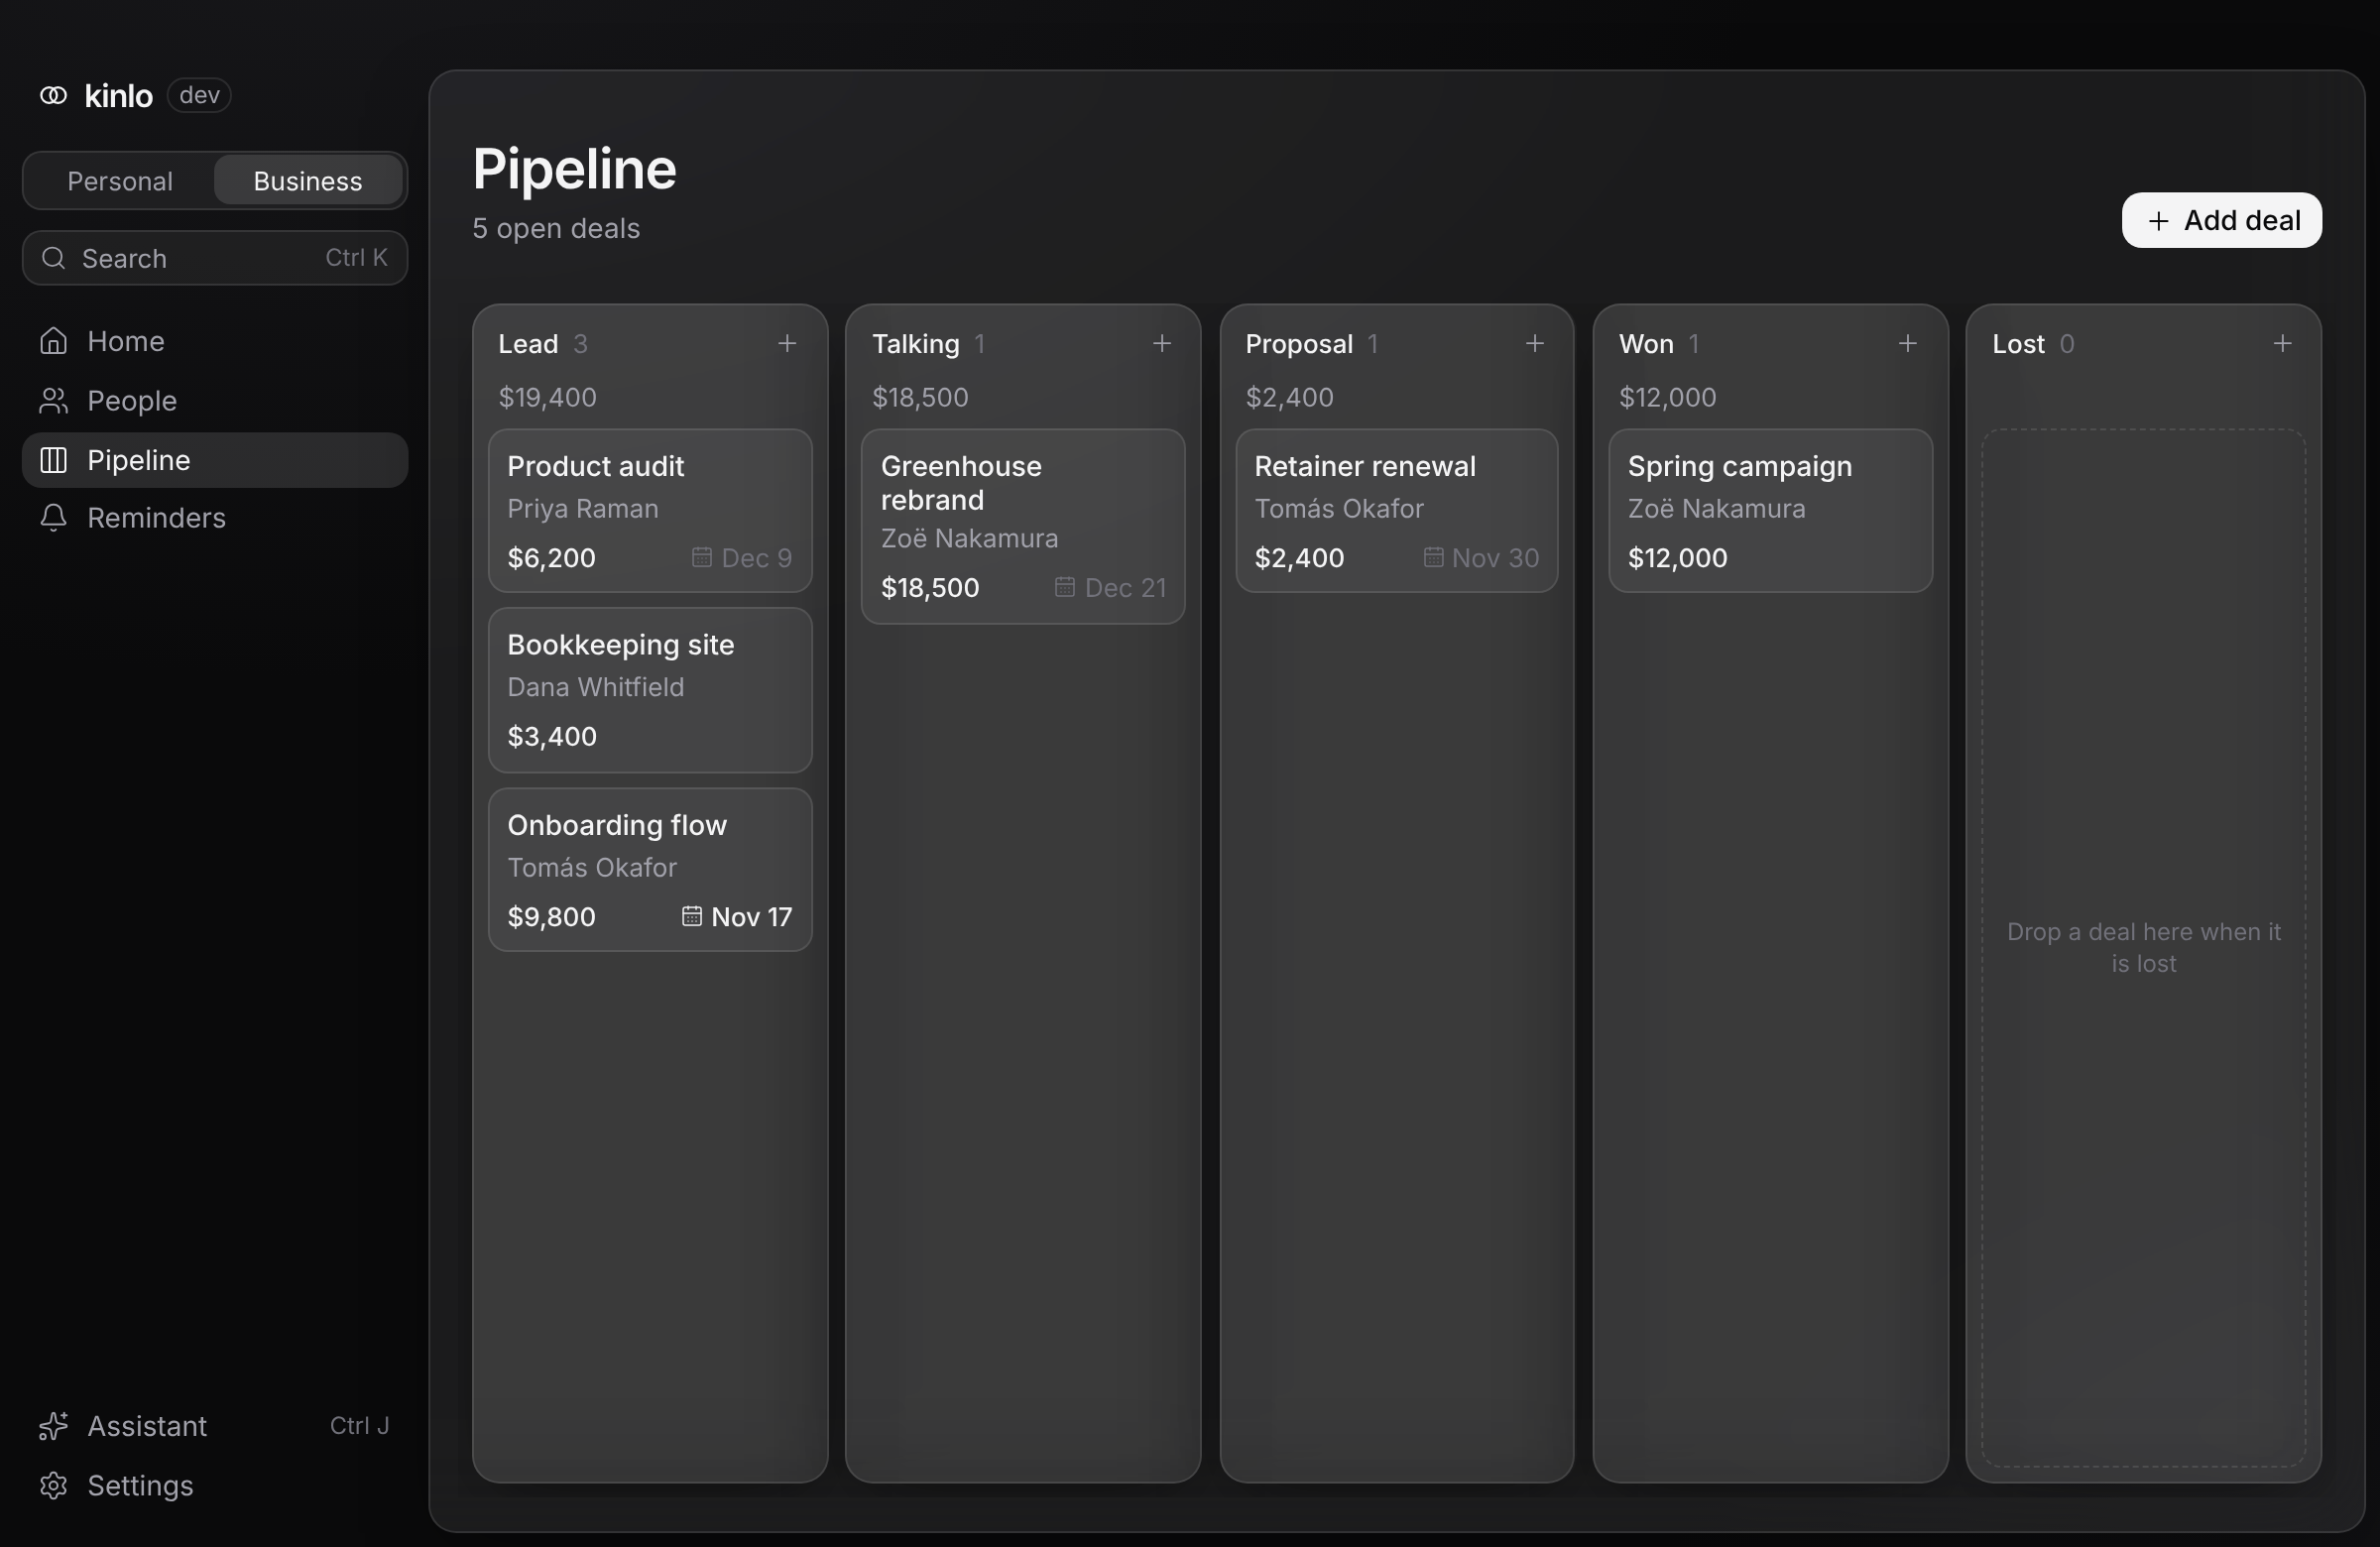 kinlo dev
Personal Business
Search Ctrl K
Home
People
Pipeline
Reminders
Assistant Ctrl J
Settings
Pipeline
5 open deals
+ Add deal
Lead 3
$19,400
Product audit
Priya Raman
$6,200 Dec 9
Bookkeeping site
Dana Whitfield
$3,400
Onboarding flow
Tomás Okafor
$9,800 Nov 17
Talking 1
$18,500
Greenhouse
rebrand
Zoë Nakamura
$18,500 Dec 21
Proposal 1
$2,400
Retainer renewal
Tomás Okafor
$2,400 Nov 30
Won 1
$12,000
Spring campaign
Zoë Nakamura
$12,000
Lost 0
Drop a deal here when it
is lost